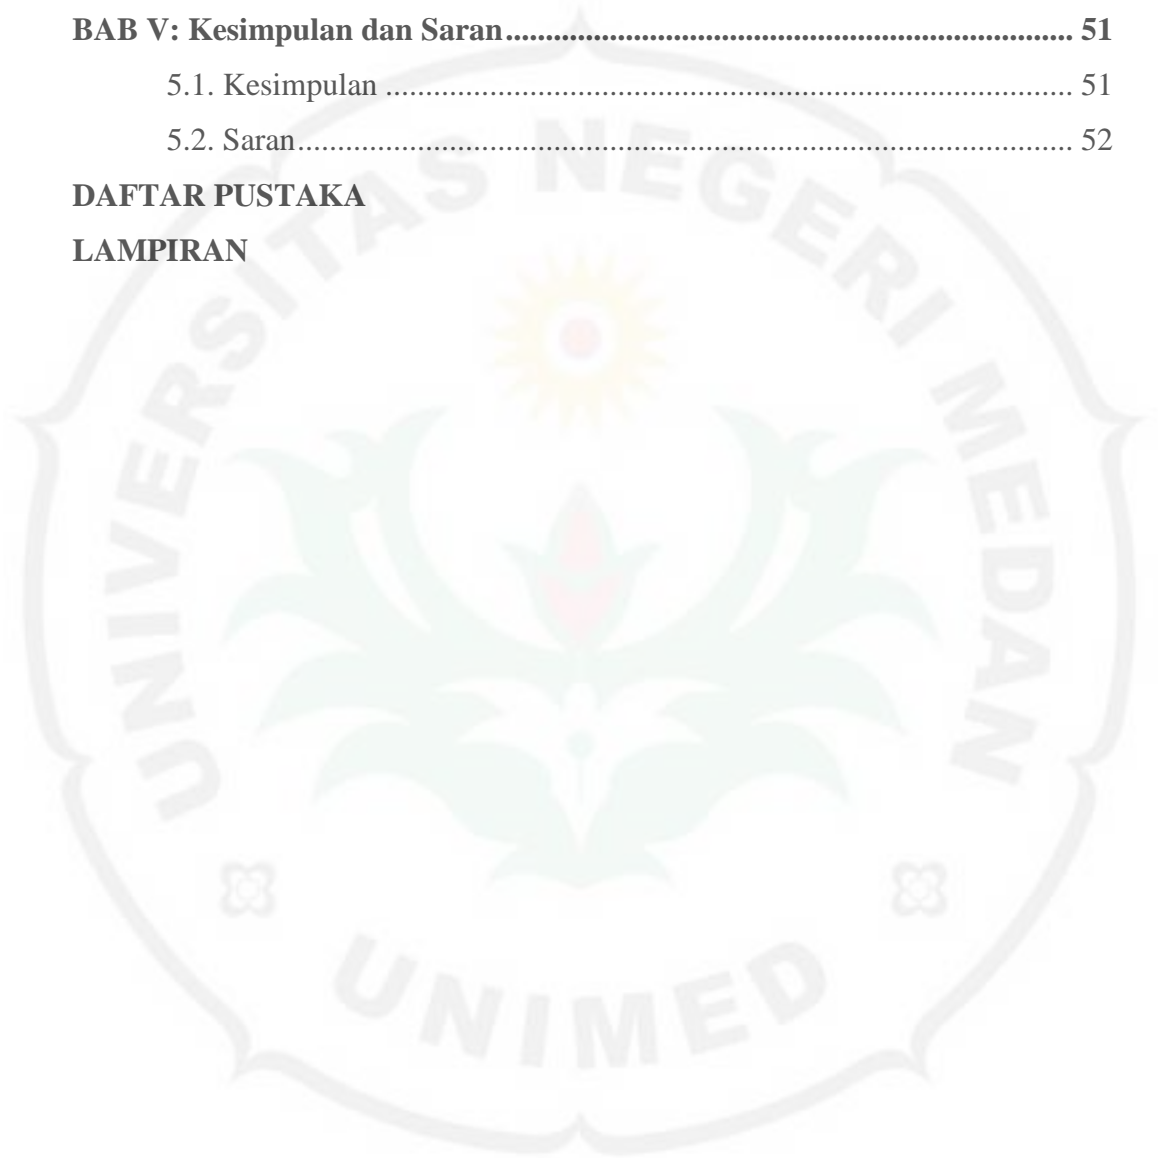 BAB V: Kesimpulan dan Saran....................................................................... 51
5.1. Kesimpulan ...................................................................................... 51
5.2. Saran................................................................................................. 52
DAFTAR PUSTAKA
LAMPIRAN
UNIVERSITAS NEGERI MEDAN
UNIMED